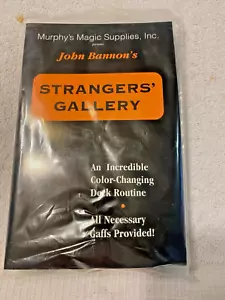 Murphy's Magic Supplies, Inc.
presents
John Bannon's
STRANGERS'
GALLERY
An Incredible
Color-Changing
Deck Routine
•
All Necessary
Gaffs Provided!